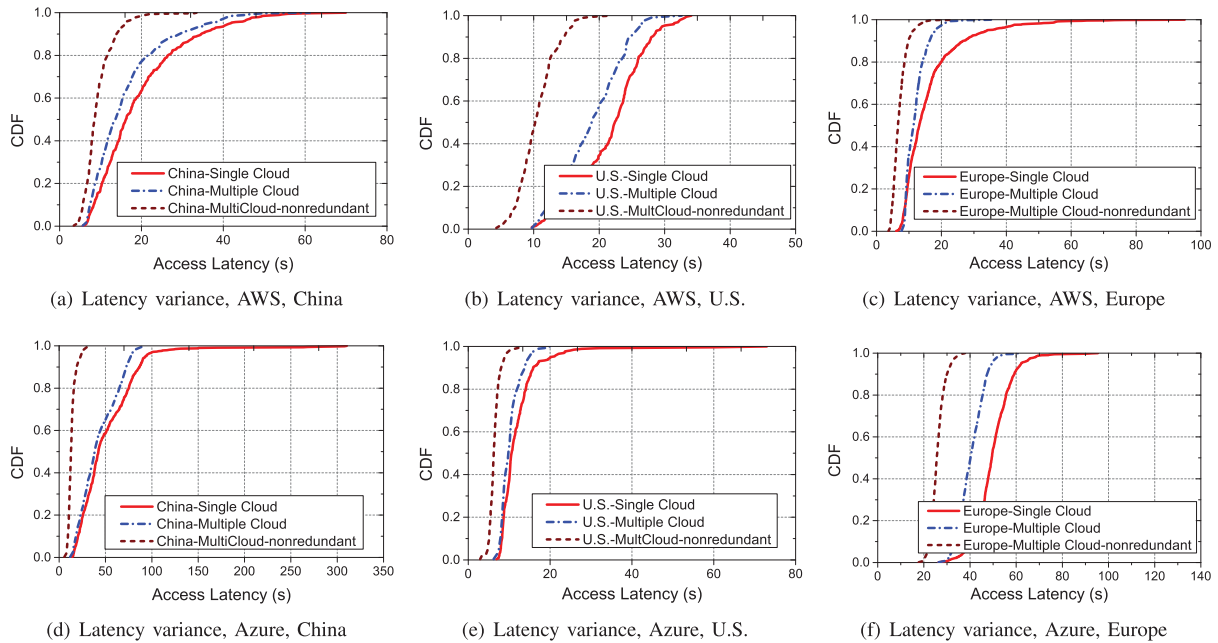 1.0
0.8
0.6
0.4
0.2
0.0
CDF
China-Single Cloud
China-Multiple Cloud
China-MultiCloud-nonredundant
0 20 40 60 80
Access Latency (s)
(a) Latency variance, AWS, China
1.0
0.8
0.6
0.4
0.2
0.0
CDF
U.S.-Single Cloud
U.S.-Multiple Cloud
U.S.-MultCloud-nonredundant
0 10 20 30 40 50
Access Latency (s)
(b) Latency variance, AWS, U.S.
1.0
0.8
0.6
0.4
0.2
0.0
CDF
Europe-Single Cloud
Europe-Multiple Cloud
Europe-Multiple Cloud-nonredundant
0 20 40 60 80 100
Access Latency (s)
(c) Latency variance, AWS, Europe
1.0
0.8
0.6
0.4
0.2
0.0
CDF
China-Single Cloud
China-Multiple Cloud
China-MultiCloud-nonredundant
0 50 100 150 200 250 300 350
Access Latency (s)
(d) Latency variance, Azure, China
1.0
0.8
0.6
0.4
0.2
0.0
CDF
U.S.-Single Cloud
U.S.-Multiple Cloud
U.S.-MultCloud-nonredundant
0 20 40 60 80
Access Latency (s)
(e) Latency variance, Azure, U.S.
1.0
0.8
0.6
0.4
0.2
0.0
CDF
Europe-Single Cloud
Europe-Multiple Cloud
Europe-Multiple Cloud-nonredundant
0 20 40 60 80 100 120 140
Access Latency (s)
(f) Latency variance, Azure, Europe